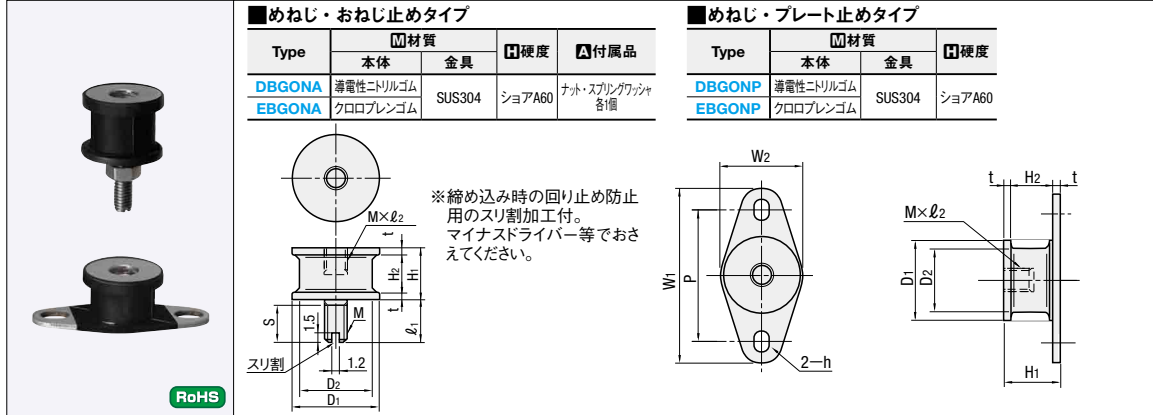 ■めねじ・おねじ止めタイプ
Type
M材質
H硬度
A付属品
本体
金具
DBGONA
導電性ニトリルゴム
SUS304
ショアA60
ナット・スプリングワッシャ
各1個
EBGONA
クロロプレンゴム
※締め込み時の回り止め防止
用のスリ割加工付。
マイナスドライバー等でおさ
えてください。
M×ℓ2
t
H2
H1
t
S
1.5
M
ℓ1
スリ割
1.2
D2
D1
■めねじ・プレート止めタイプ
Type
M材質
H硬度
本体
金具
DBGONP
導電性ニトリルゴム
SUS304
ショアA60
EBGONP
クロロプレンゴム
W2
W1
P
2−h
t
H2
t
M×ℓ2
D1
D2
H1
RoHS